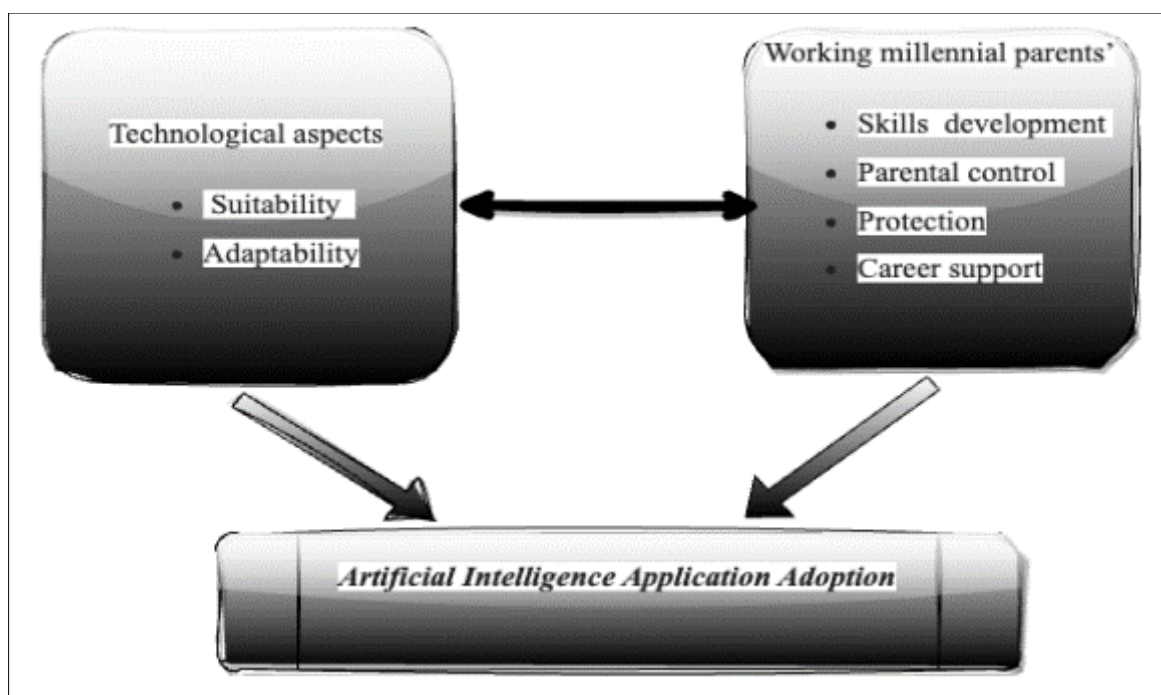 Technological aspects
• Suitability
• Adaptability
Working millennial parents’
• Skills development
• Parental control
• Protection
• Career support
Artificial Intelligence Application Adoption